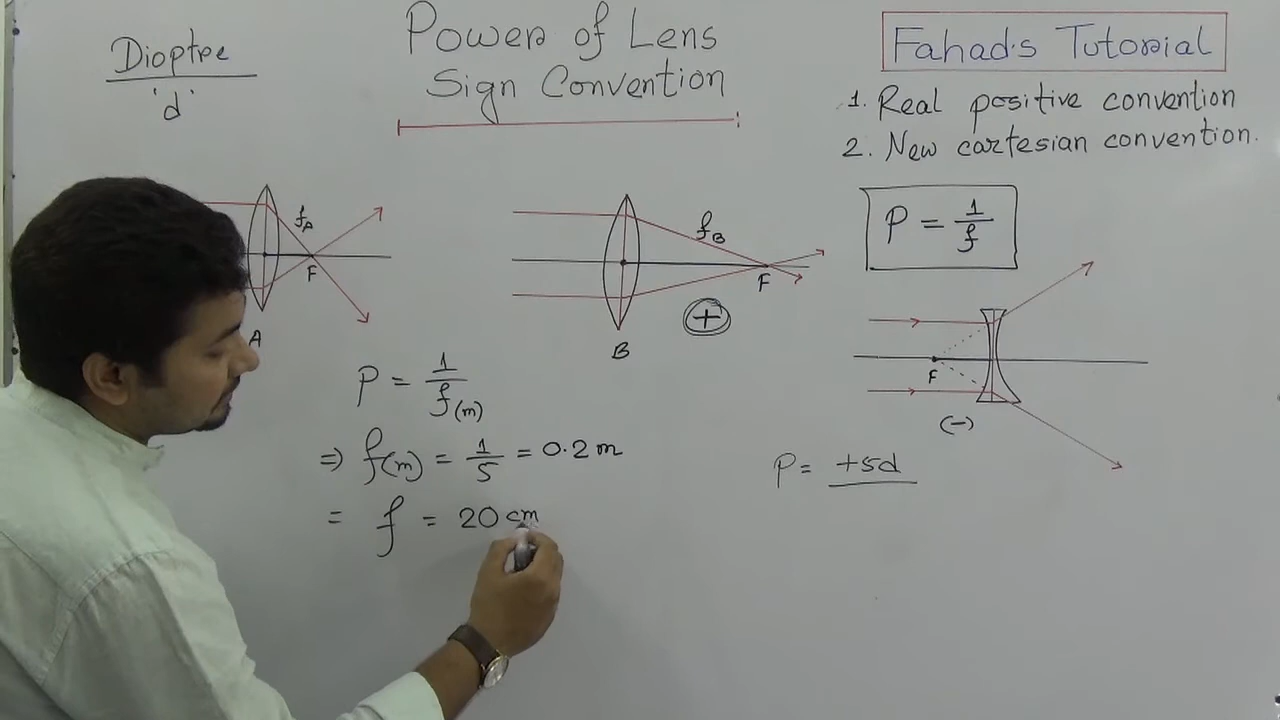 Dioptre
'd'
Power of Lens
Sign Convention
Fahad's Tutorial
1. Real positive convention
2. New cartesian convention.
P = 1/f
fA
F
A
fB
F
B
+
F
(-)
P = 1/f(m)
⇒ f(m) = 1/5 = 0.2 m
= f = 20 cm
P = +5d